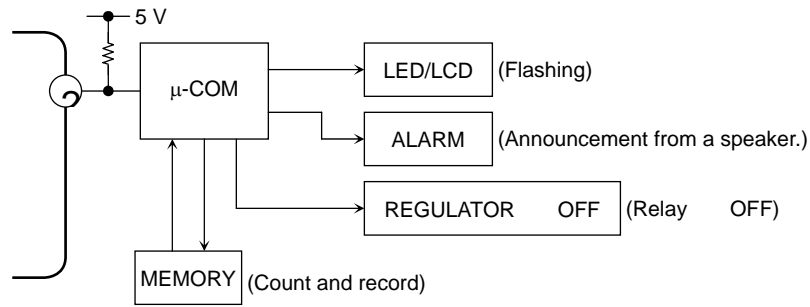 5 V
μ-COM
LED/LCD (Flashing)
ALARM (Announcement from a speaker.)
REGULATOR OFF (Relay OFF)
MEMORY (Count and record)